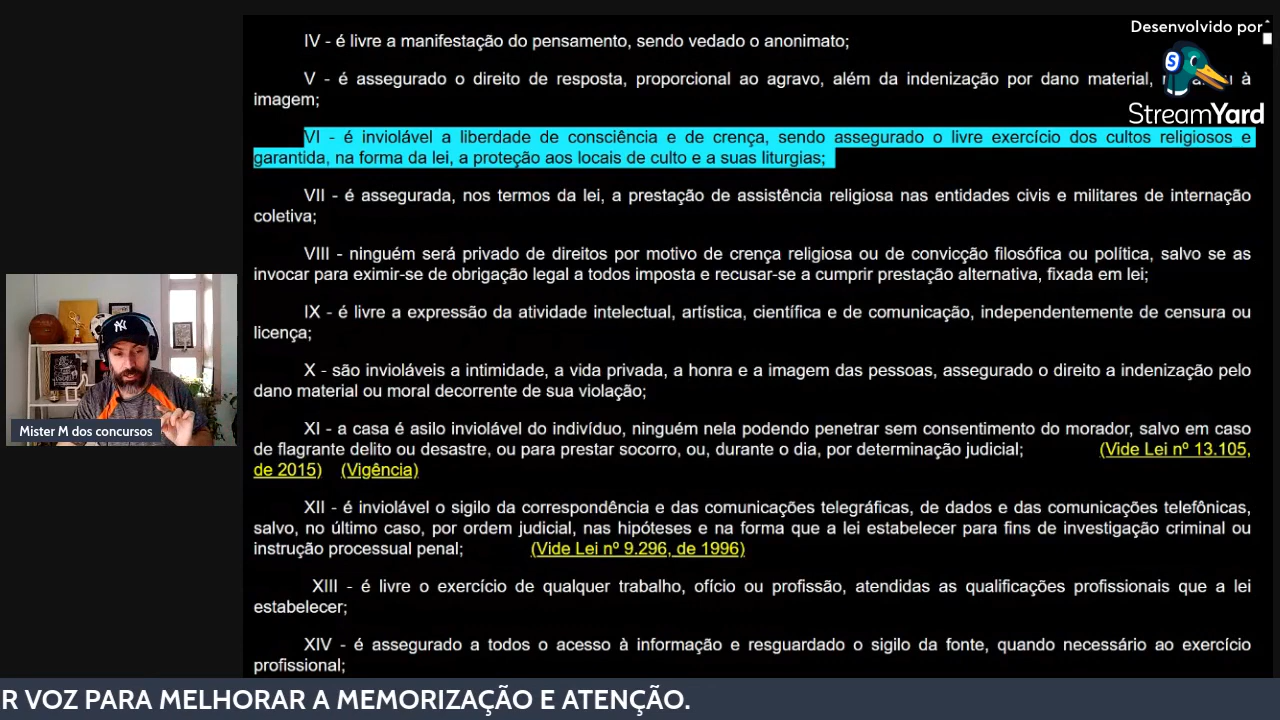 Desenvolvido por
StreamYard
IV - é livre a manifestação do pensamento, sendo vedado o anonimato;
V - é assegurado o direito de resposta, proporcional ao agravo, além da indenização por dano material, à
imagem;
VI - é inviolável a liberdade de consciência e de crença, sendo assegurado o livre exercício dos cultos religiosos e
garantida, na forma da lei, a proteção aos locais de culto e a suas liturgias;
VII - é assegurada, nos termos da lei, a prestação de assistência religiosa nas entidades civis e militares de internação
coletiva;
VIII - ninguém será privado de direitos por motivo de crença religiosa ou de convicção filosófica ou política, salvo se as
invocar para eximir-se de obrigação legal a todos imposta e recusar-se a cumprir prestação alternativa, fixada em lei;
IX - é livre a expressão da atividade intelectual, artística, científica e de comunicação, independentemente de censura ou
licença;
X - são invioláveis a intimidade, a vida privada, a honra e a imagem das pessoas, assegurado o direito a indenização pelo
dano material ou moral decorrente de sua violação;
XI - a casa é asilo inviolável do indivíduo, ninguém nela podendo penetrar sem consentimento do morador, salvo em caso
de flagrante delito ou desastre, ou para prestar socorro, ou, durante o dia, por determinação judicial; (Vide Lei nº 13.105,
de 2015) (Vigência)
XII - é inviolável o sigilo da correspondência e das comunicações telegráficas, de dados e das comunicações telefônicas,
salvo, no último caso, por ordem judicial, nas hipóteses e na forma que a lei estabelecer para fins de investigação criminal ou
instrução processual penal; (Vide Lei nº 9.296, de 1996)
XIII - é livre o exercício de qualquer trabalho, ofício ou profissão, atendidas as qualificações profissionais que a lei
estabelecer;
XIV - é assegurado a todos o acesso à informação e resguardado o sigilo da fonte, quando necessário ao exercício
profissional;
Mister M dos concursos
R VOZ PARA MELHORAR A MEMORIZAÇÃO E ATENÇÃO.